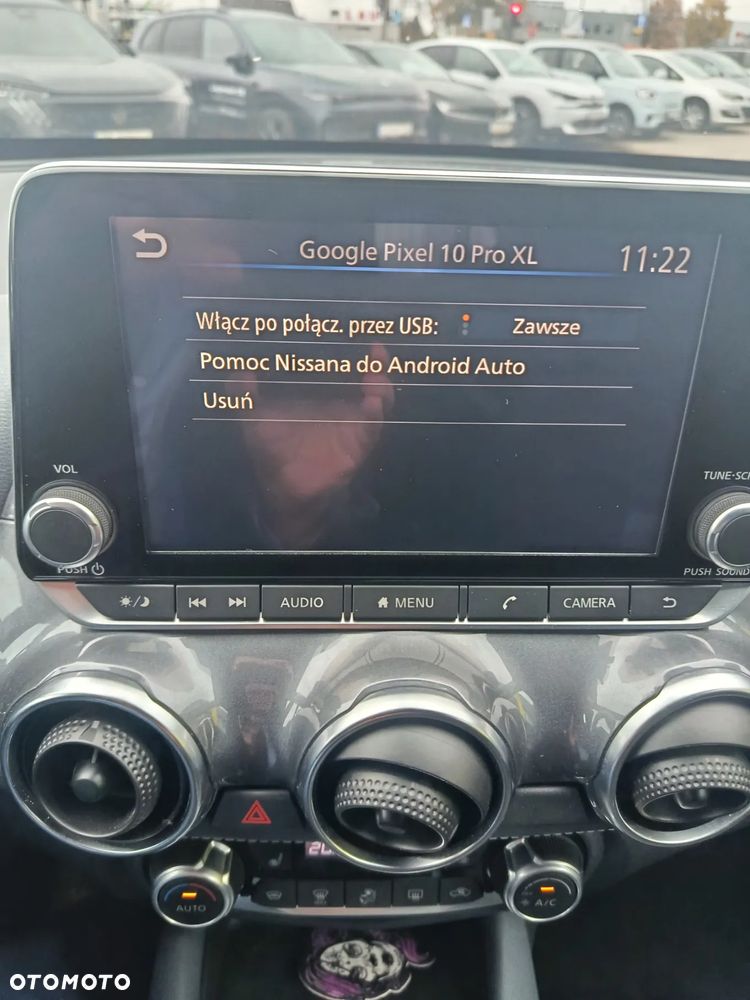 Google Pixel 10 Pro XL
11:22
Włącz po połącz. przez USB:
Zawsze
Pomoc Nissana do Android Auto
Usuń
VOL
PUSH
TUNE·SC
PUSH SOUND
AUDIO
MENU
CAMERA
AUTO
A/C
OTOMOTO